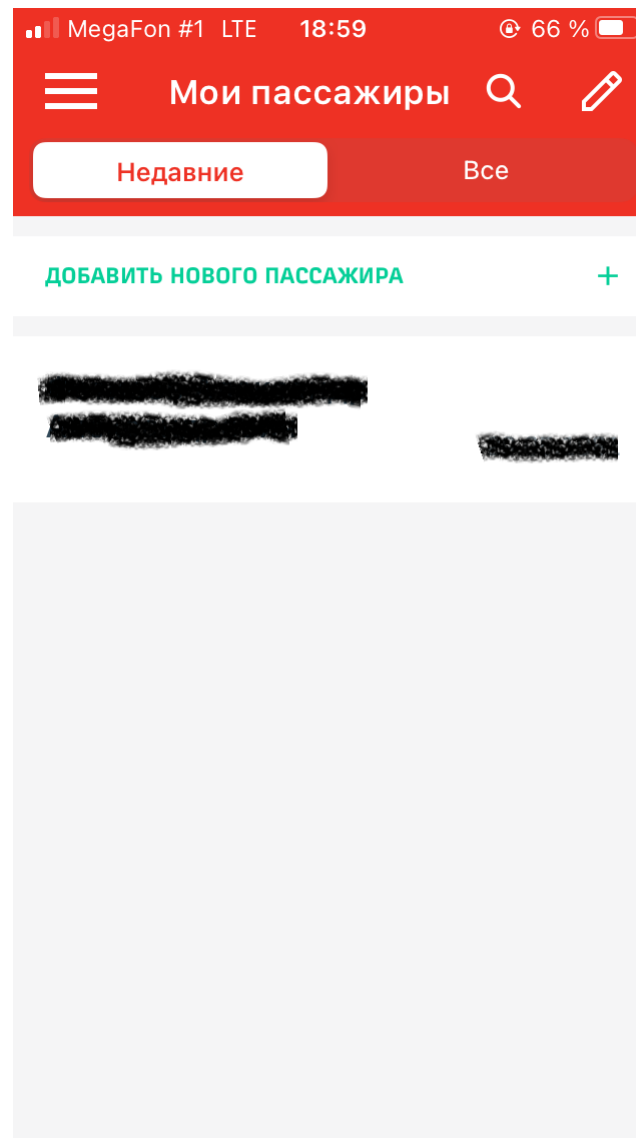 MegaFon #1 LTE 18:59 66 %
Мои пассажиры
Недавние Все
ДОБАВИТЬ НОВОГО ПАССАЖИРА +